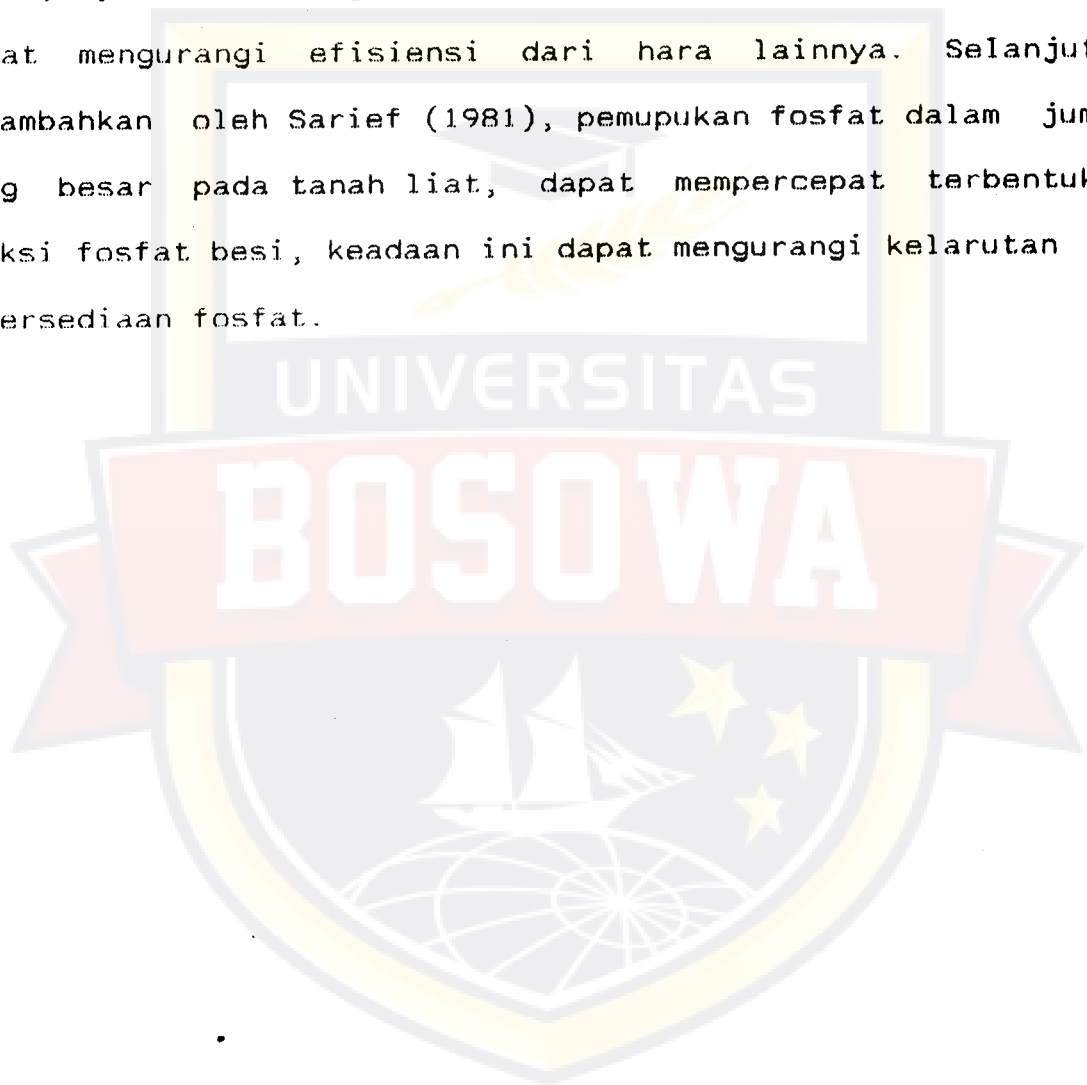 at mengurangi efisiensi dari hara lainnya. Selanjut
ambahkan oleh Sarief (1981), pemupukan fosfat dalam jum
g besar pada tanah liat, dapat mempercepat terbentuk
ksi fosfat besi, keadaan ini dapat mengurangi kelarutan
ersediaan fosfat.
UNIVERSITAS
BOSOWA